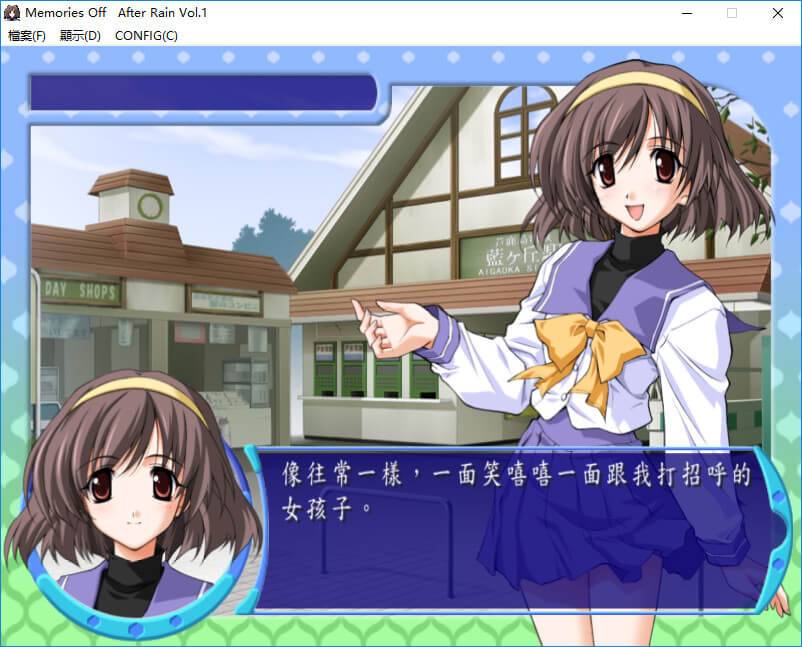 Memories Off After Rain Vol.1
檔案(F) 顯示(D) CONFIG(C)
藍ヶ丘駅
AIGAOKA S
DAY SHOPS
像往常一樣，一面笑嘻嘻一面跟我打招呼的
女孩子。